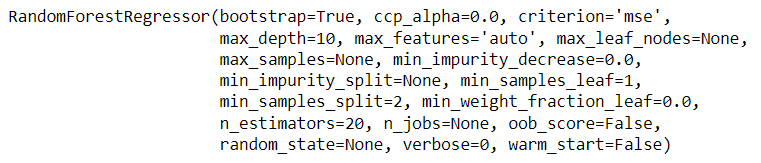 RandomForestRegressor(bootstrap=True, ccp_alpha=0.0, criterion='mse',
max_depth=10, max_features='auto', max_leaf_nodes=None,
max_samples=None, min_impurity_decrease=0.0,
min_impurity_split=None, min_samples_leaf=1,
min_samples_split=2, min_weight_fraction_leaf=0.0,
n_estimators=20, n_jobs=None, oob_score=False,
random_state=None, verbose=0, warm_start=False)